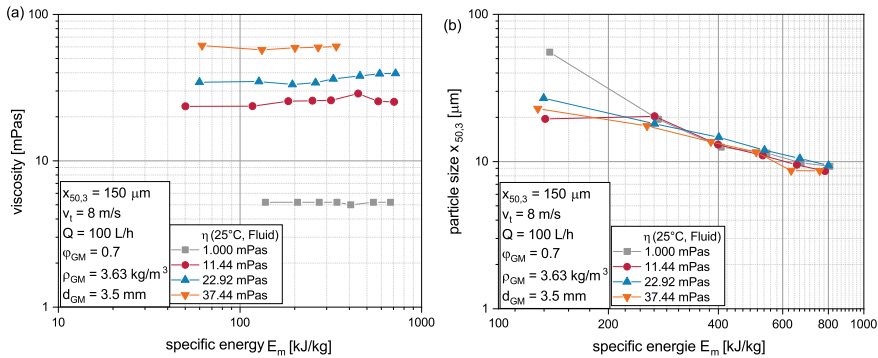 (a)
100
10
1
viscosity [mPas]
x50,3 = 150 μm
vt = 8 m/s
Q = 100 L/h
φGM = 0.7
ρGM = 3.63 kg/m³
dGM = 3.5 mm
η (25°C, Fluid)
1.000 mPas
11.44 mPas
22.92 mPas
37.44 mPas
10
100
1000
specific energy Em [kJ/kg]
(b)
100
10
1
particle size x50,3 [μm]
x50,3 = 150 μm
vt = 8 m/s
Q = 100 L/h
φGM = 0.7
ρGM = 3.63 kg/m³
dGM = 3.5 mm
η (25°C, Fluid)
1.000 mPas
11.44 mPas
22.92 mPas
37.44 mPas
100
200
400
600
800
specific energie Em [kJ/kg]